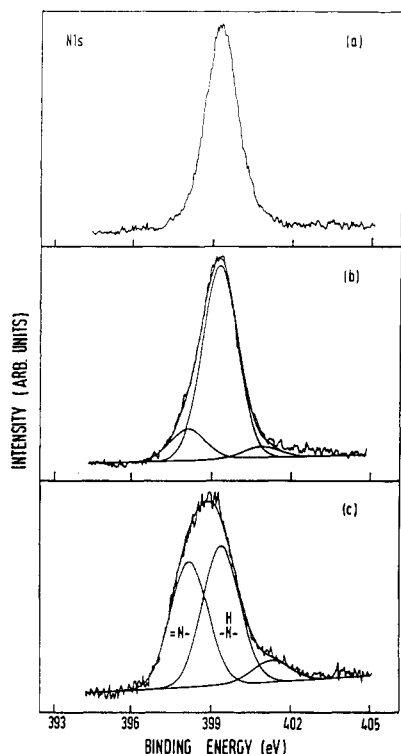 N1s
(a)
(b)
(c)
=N-
H
-N-
INTENSITY (ARB. UNITS)
393 396 399 402 405
BINDING ENERGY (eV)